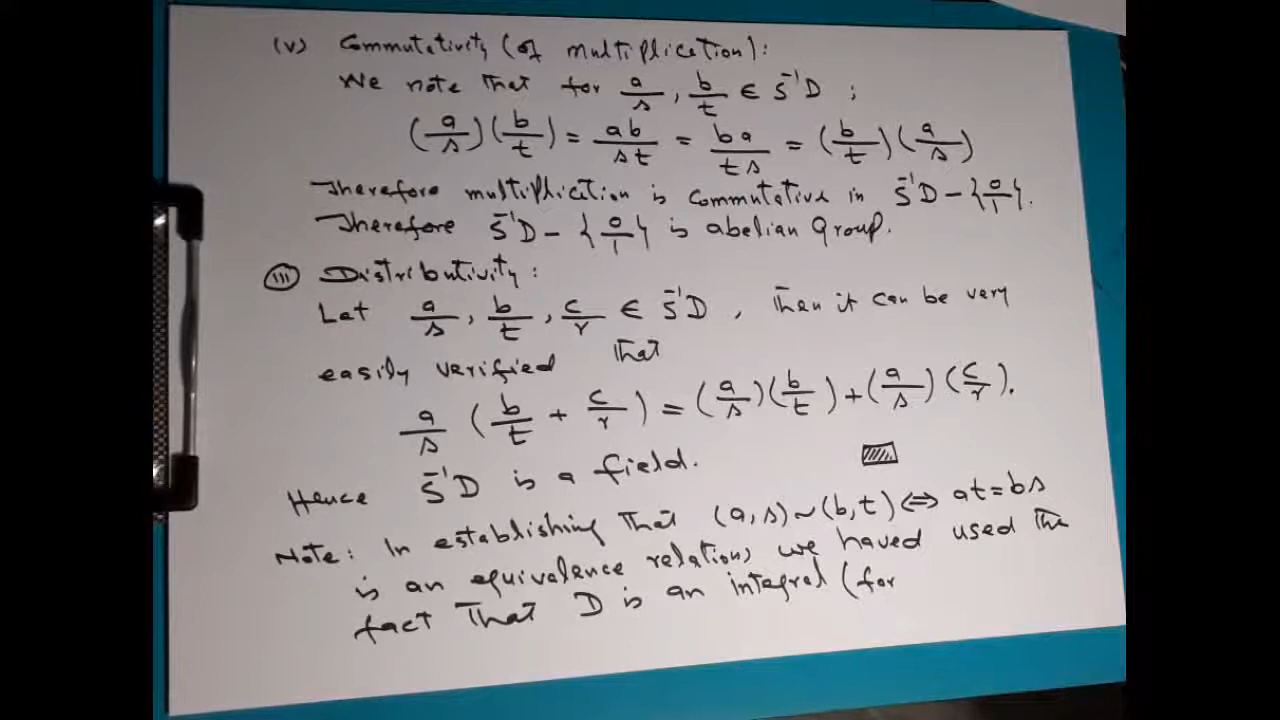 (v) Commutativity (of multiplication):
We note that for a/s, b/t ∈ S⁻¹D ;
(a/s)(b/t) = ab/st = ba/ts = (b/t)(a/s)
Therefore multiplication is commutative in S⁻¹D - {0/1}.
Therefore S⁻¹D - {0/1} is abelian group.
(iii) Distributivity:
Let a/s, b/t, c/r ∈ S⁻¹D, Then it can be very
easily verified that
a/s (b/t + c/r) = (a/s)(b/t) + (a/s)(c/r).
Hence S⁻¹D is a field.
Note: In establishing that (a,s)~(b,t) ⇔ at=bs
is an equivalence relation, we haved used the
fact that D is an integral (for